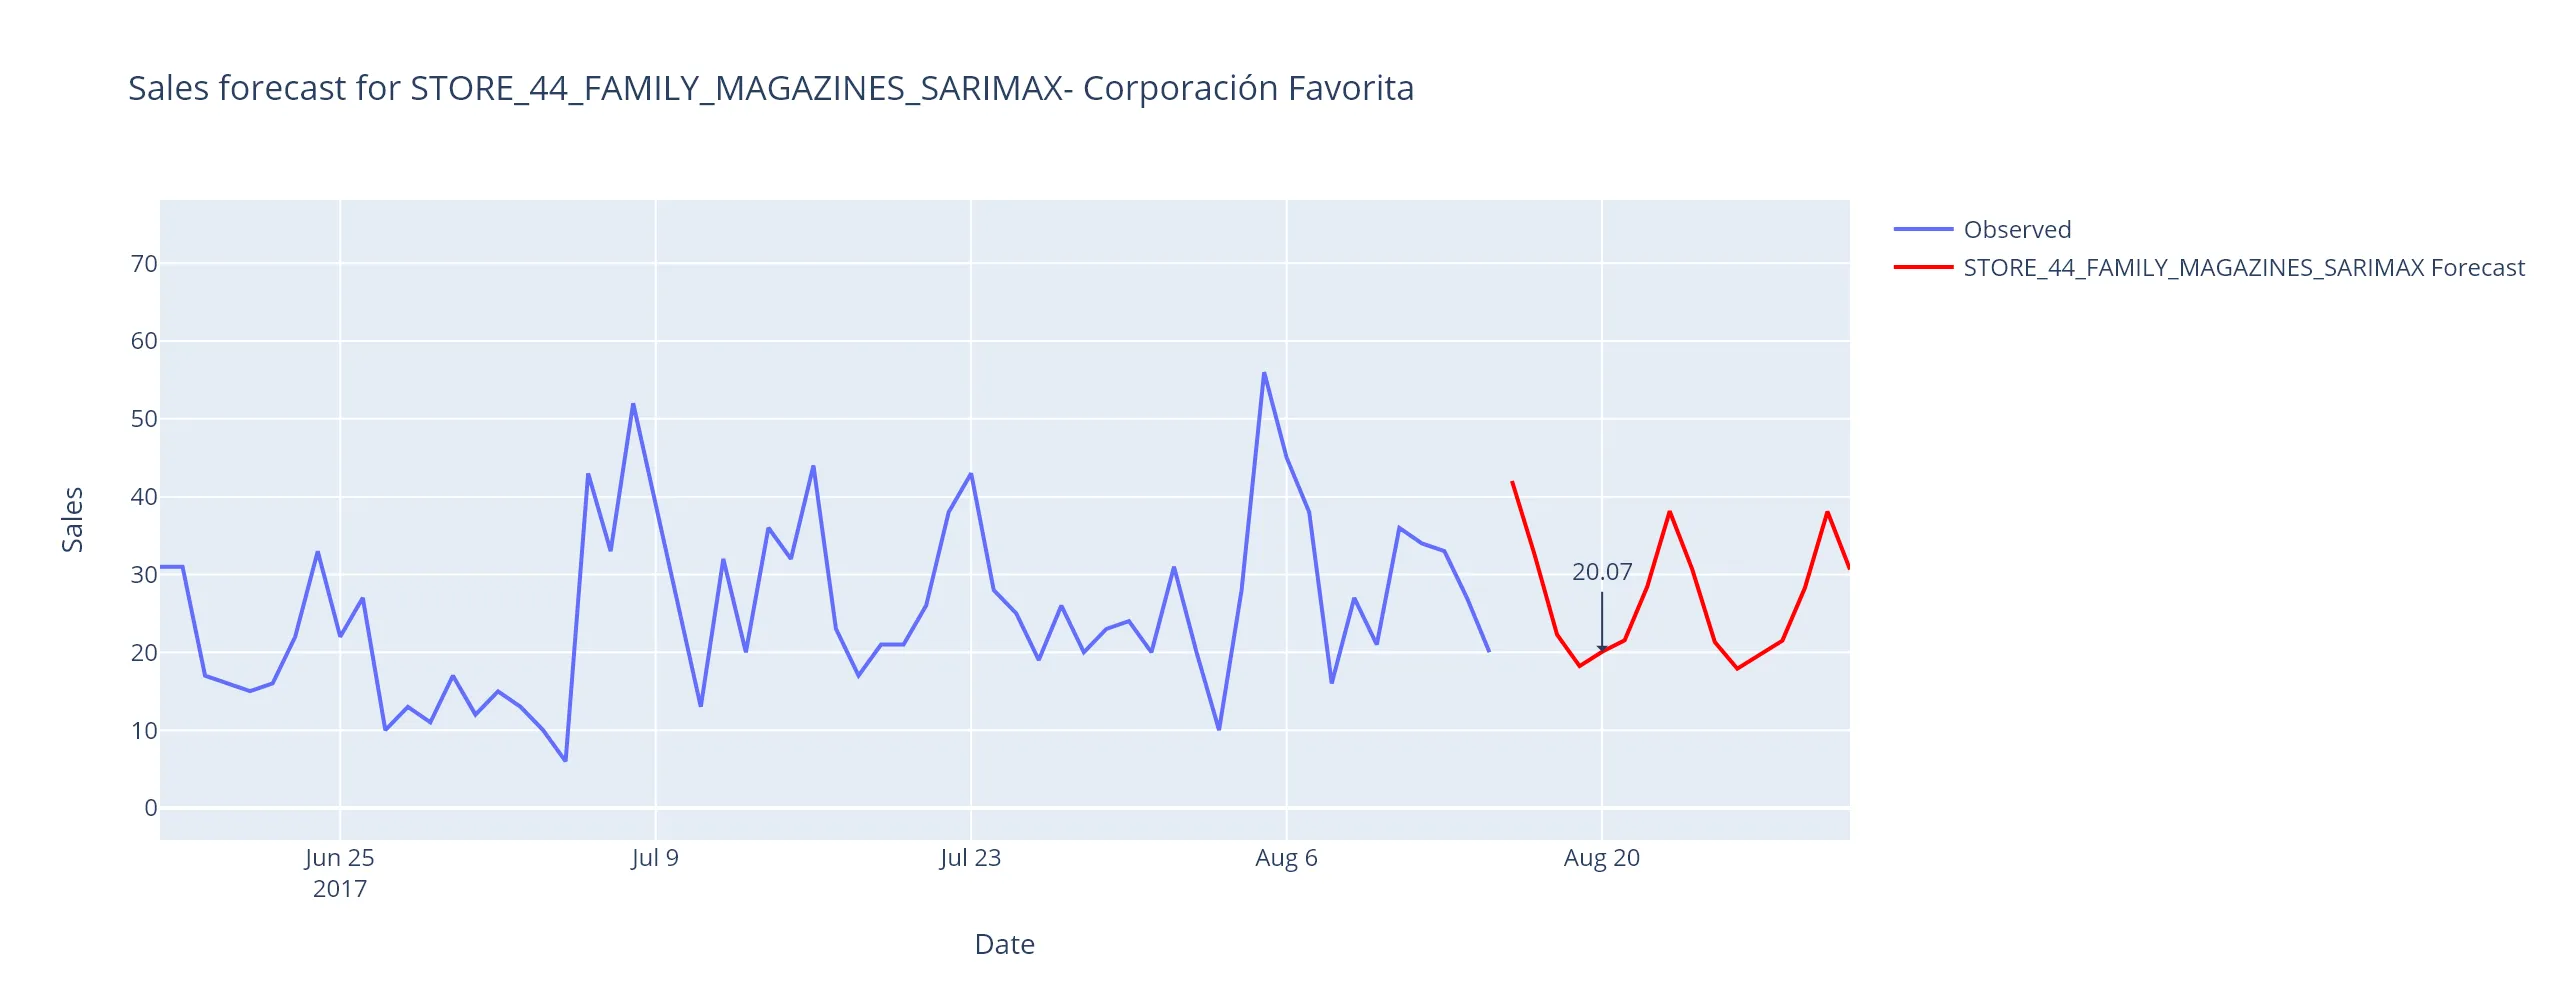 Sales forecast for STORE_44_FAMILY_MAGAZINES_SARIMAX- Corporación Favorita
Observed
STORE_44_FAMILY_MAGAZINES_SARIMAX Forecast
70
60
50
40
30
20
10
0
Sales
20.07
Jun 25
2017
Jul 9
Jul 23
Aug 6
Aug 20
Date